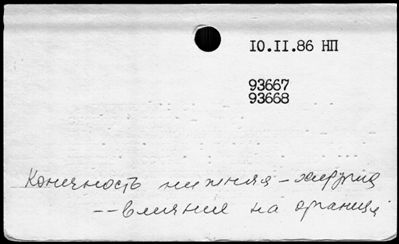 10.II.86 НП
93667
93668
Конечность нижняя – хирургия
-- влияние на организм